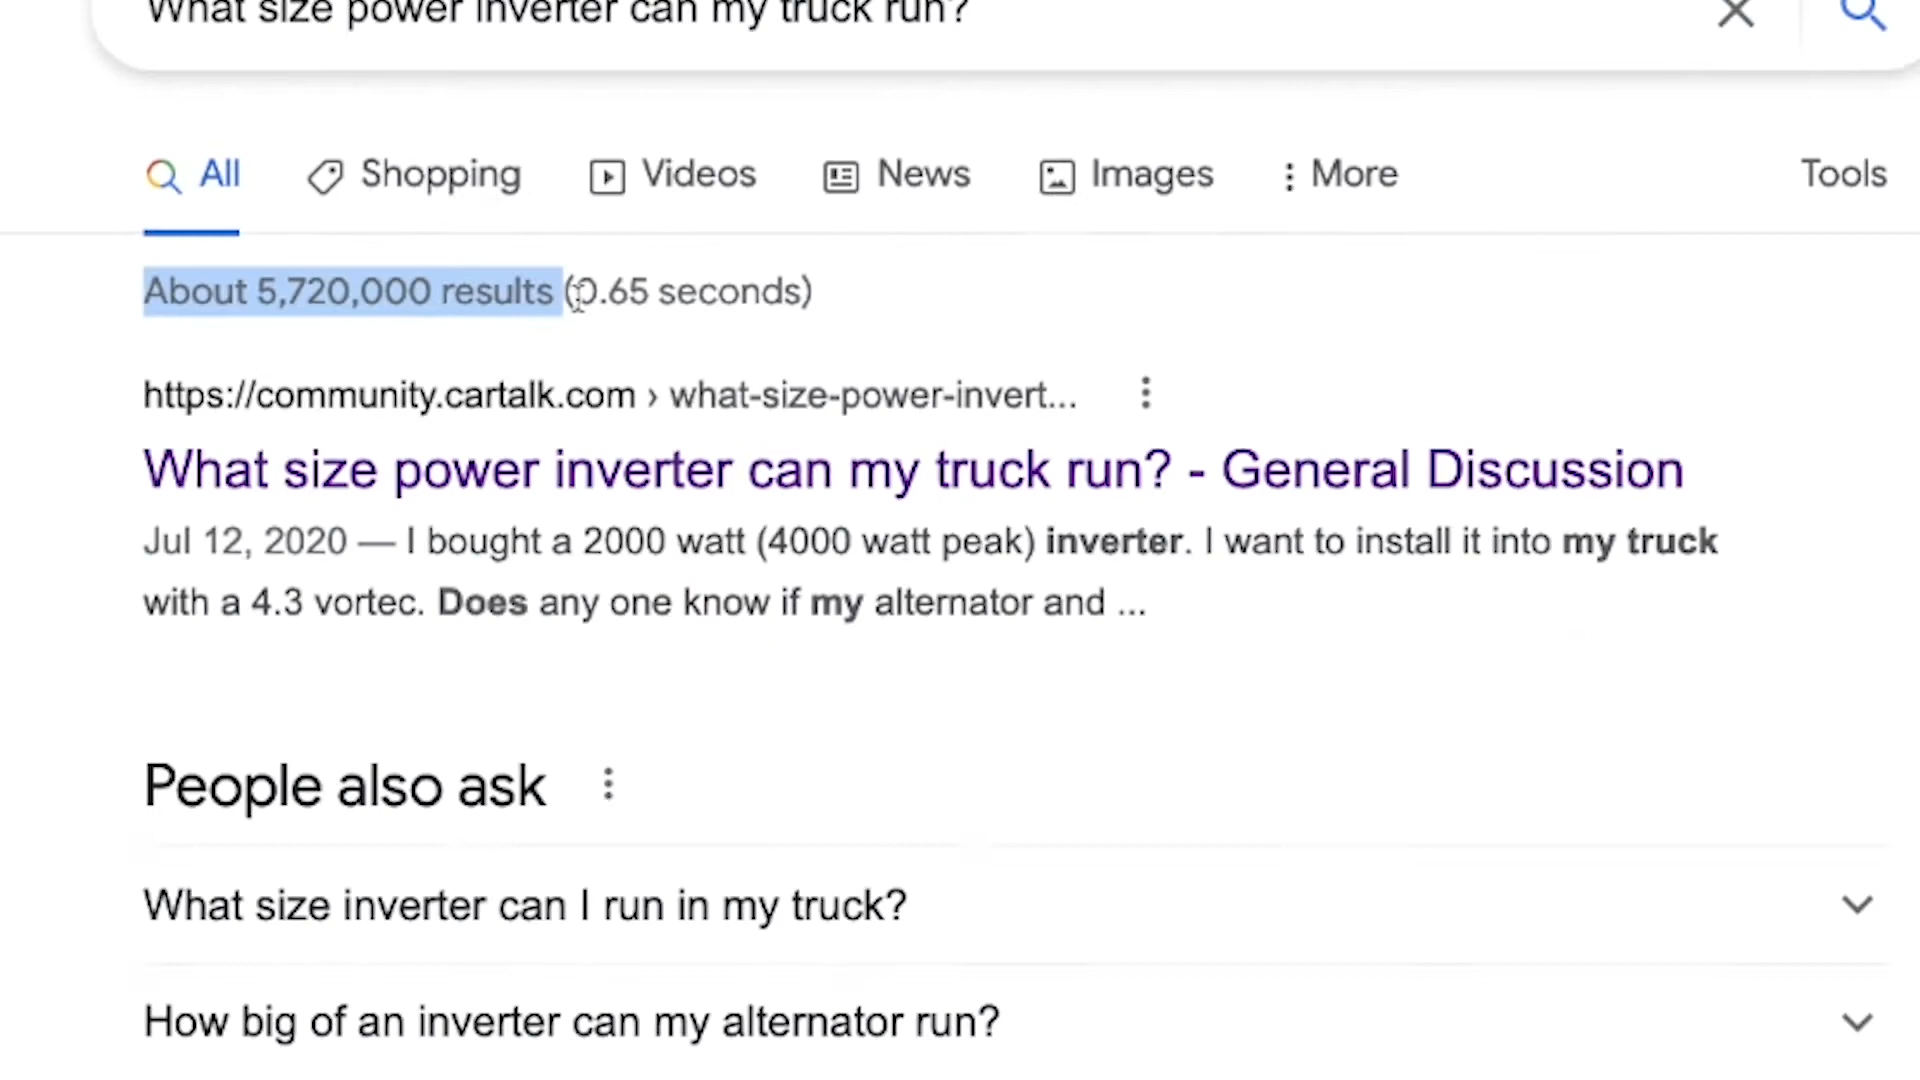 What size power inverter can my truck run?
All Shopping Videos News Images More Tools
About 5,720,000 results (0.65 seconds)
https://community.cartalk.com › what-size-power-invert...
What size power inverter can my truck run? - General Discussion
Jul 12, 2020 — I bought a 2000 watt (4000 watt peak) inverter. I want to install it into my truck
with a 4.3 vortec. Does any one know if my alternator and ...
People also ask
What size inverter can I run in my truck?
How big of an inverter can my alternator run?